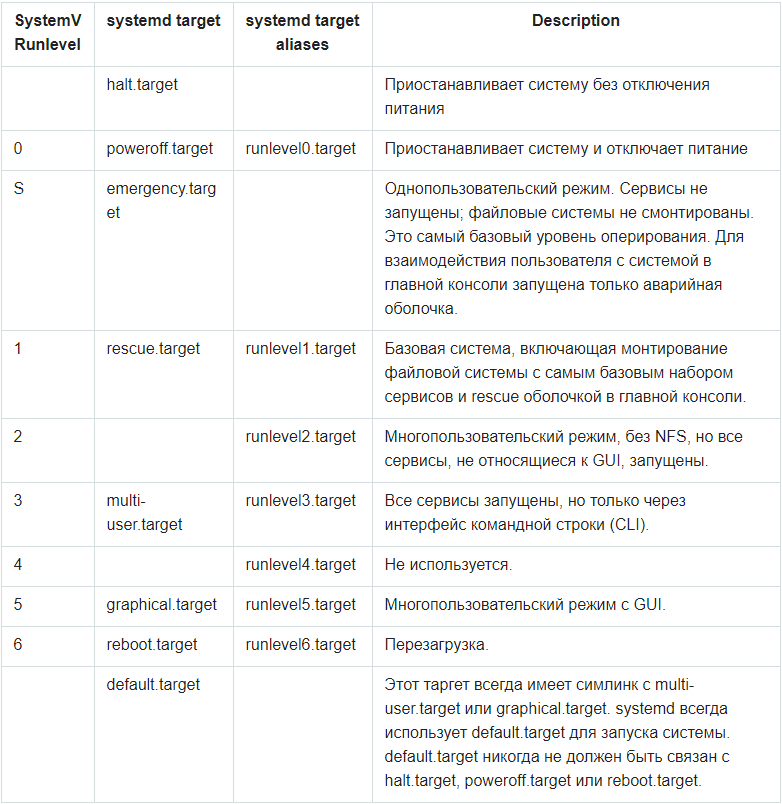 SystemV Runlevel | systemd target | systemd target aliases | Description
halt.target | Приостанавливает систему без отключения
питания
0 | poweroff.target | runlevel0.target | Приостанавливает систему и отключает питание
S | emergency.targ
et | Однопользовательский режим. Сервисы не
запущены; файловые системы не смонтированы.
Это самый базовый уровень оперирования. Для
взаимодействия пользователя с системой в
главной консоли запущена только аварийная
оболочка.
1 | rescue.target | runlevel1.target | Базовая система, включающая монтирование
файловой системы с самым базовым набором
сервисов и rescue оболочкой в главной консоли.
2 | runlevel2.target | Многопользовательский режим, без NFS, но все
сервисы, не относящиеся к GUI, запущены.
3 | multi-
user.target | runlevel3.target | Все сервисы запущены, но только через
интерфейс командной строки (CLI).
4 | runlevel4.target | Не используется.
5 | graphical.target | runlevel5.target | Многопользовательский режим с GUI.
6 | reboot.target | runlevel6.target | Перезагрузка.
default.target | Этот таргет всегда имеет симлинк с multi-
user.target или graphical.target. systemd всегда
использует default.target для запуска системы.
default.target никогда не должен быть связан с
halt.target, poweroff.target или reboot.target.